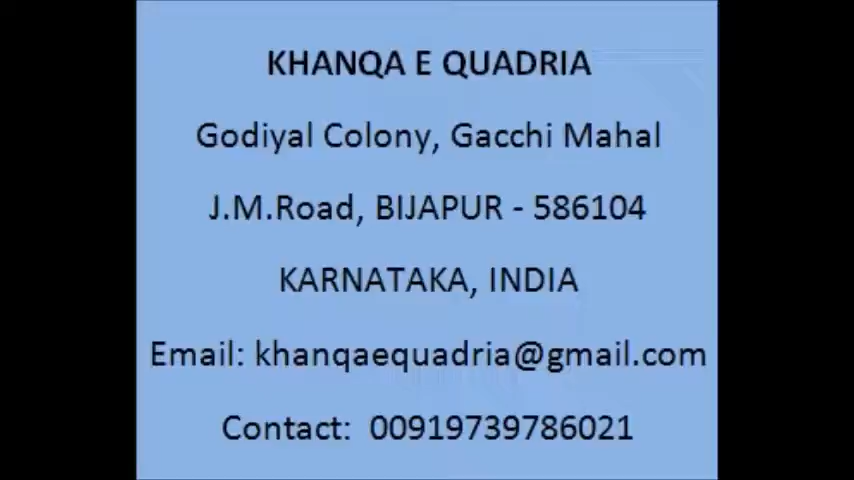 KHANQA E QUADRIA
Godiyal Colony, Gacchi Mahal
J.M.Road, BIJAPUR - 586104
KARNATAKA, INDIA
Email: khanqaequadria@gmail.com
Contact:  00919739786021